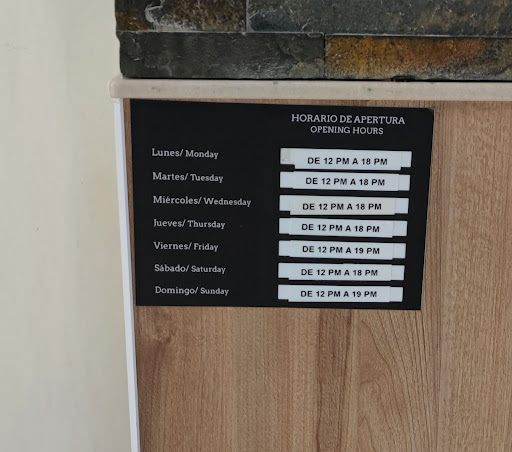 HORARIO DE APERTURA
OPENING HOURS
Lunes/ Monday DE 12 PM A 18 PM
Martes/ Tuesday DE 12 PM A 18 PM
Miércoles/ Wednesday DE 12 PM A 18 PM
Jueves/ Thursday DE 12 PM A 18 PM
Viernes/ Friday DE 12 PM A 19 PM
Sábado/ Saturday DE 12 PM A 18 PM
Domingo/ Sunday DE 12 PM A 19 PM